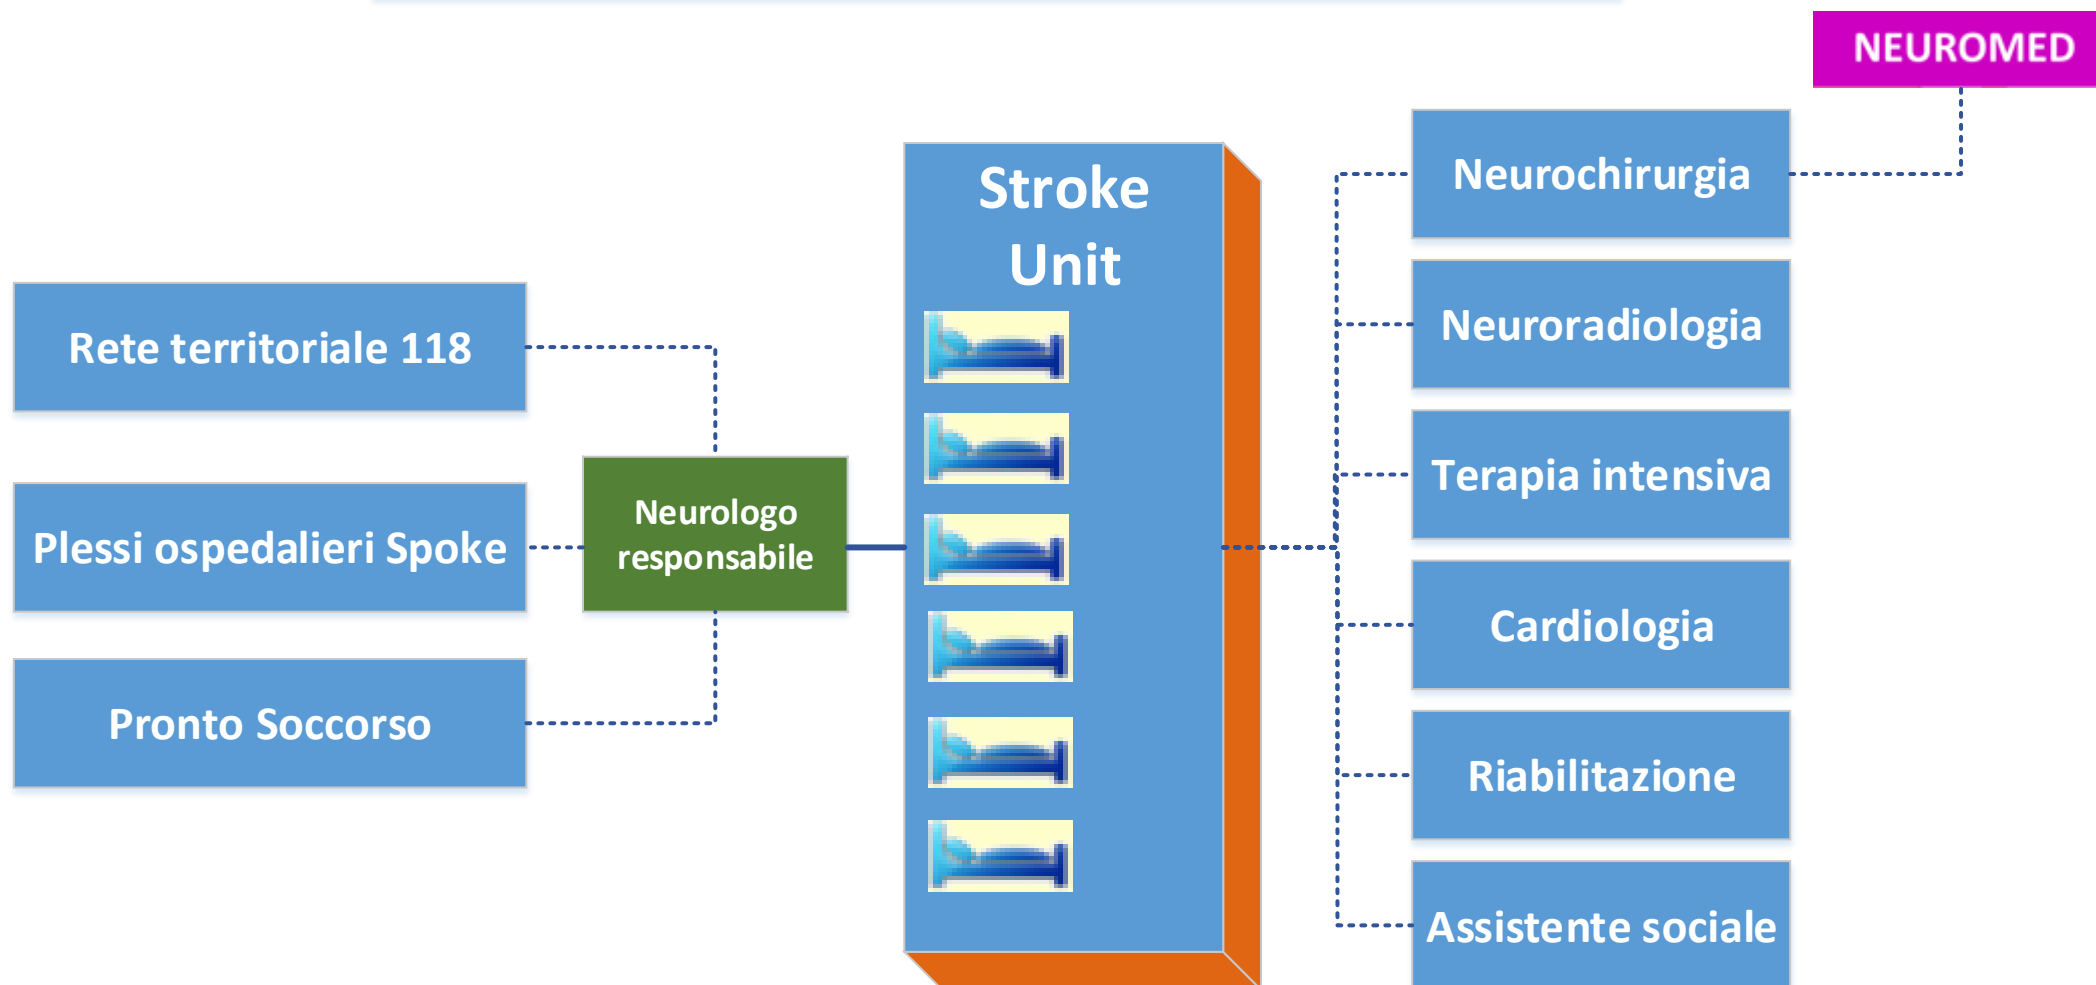 NEUROMED
Stroke
Unit
Rete territoriale 118
Plessi ospedalieri Spoke
Pronto Soccorso
Neurologo
responsabile
Neurochirurgia
Neuroradiologia
Terapia intensiva
Cardiologia
Riabilitazione
Assistente sociale